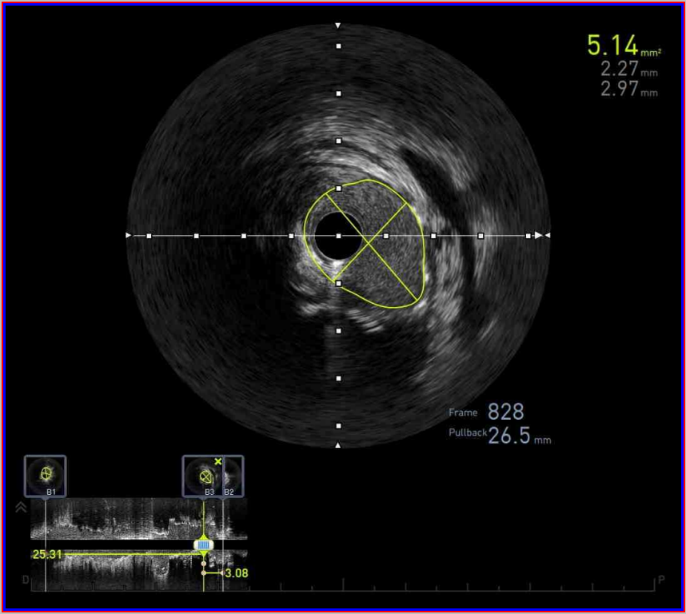 5.14 mm²
2.27 mm
2.97 mm
Frame 828
Pullback 26.5 mm
B1
B3
B2
25.31
3.08
D
P